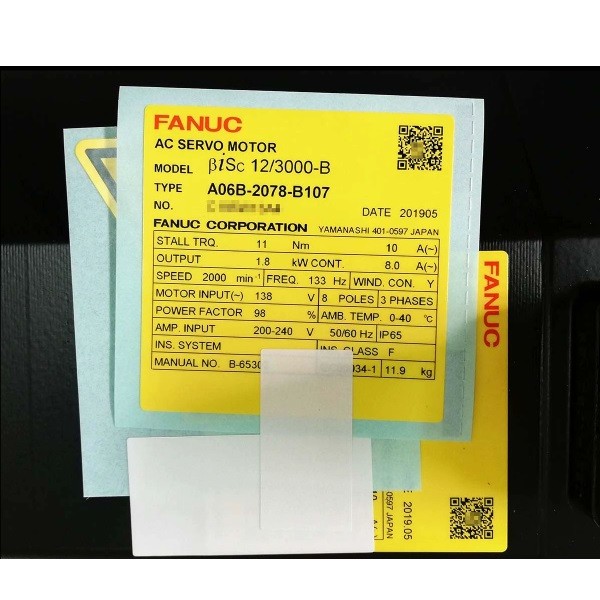 FANUC
AC SERVO MOTOR
MODEL βiSc 12/3000-B
TYPE A06B-2078-B107
NO.
DATE 201905
FANUC CORPORATION YAMANASHI 401-0597 JAPAN
STALL TRQ. 11 Nm 10 A(~)
OUTPUT 1.8 kW CONT. 8.0 A(~)
SPEED 2000 min⁻¹ FREQ. 133 Hz WIND. CON. Y
MOTOR INPUT(~) 138 V 8 POLES 3 PHASES
POWER FACTOR 98 % AMB. TEMP. 0-40 ℃
AMP. INPUT 200-240 V 50/60 Hz IP65
INS. SYSTEM INS. CLASS F
MANUAL NO. 11.9 kg
FANUC
2019.05
JAPAN
A(~)